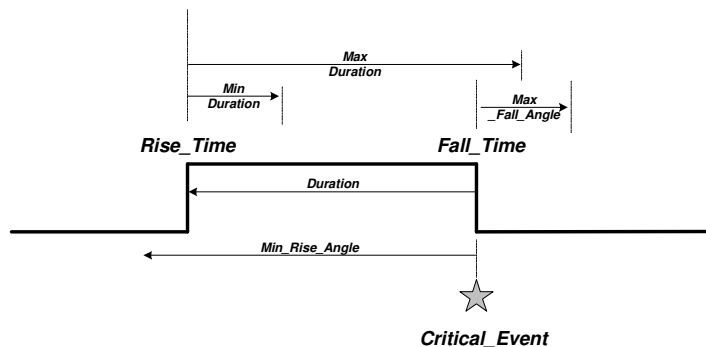 Max
Duration
Min
Duration
Max
_Fall_Angle
Rise_Time
Fall_Time
Duration
Min_Rise_Angle
Critical_Event